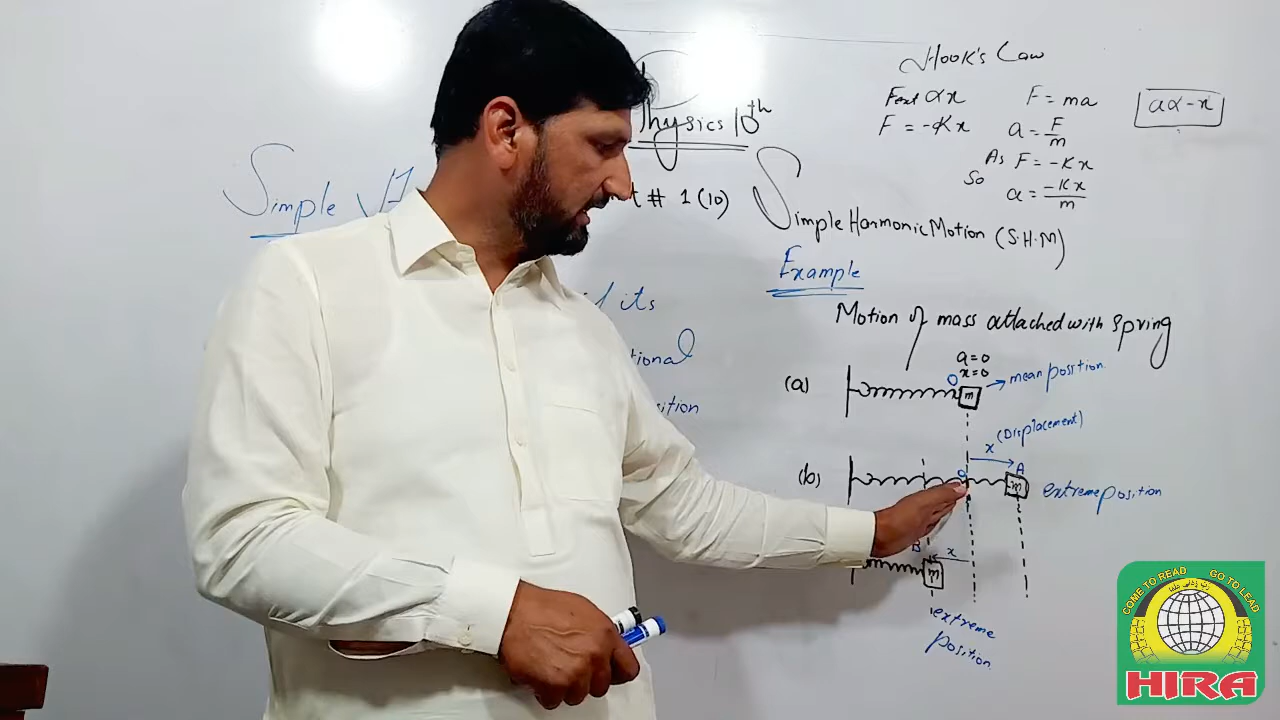 Hook's Law
Fext α x
F = ma
a α -x
F = -Kx
a = F/m
As F = -Kx
So a = -Kx/m
Physics 10th
# 1 (10)
Simple
Simple Harmonic Motion (S.H.M)
Example
its
tional
sition
Motion of mass attached with spring
a=0
x=0
(a)
O
m
mean position.
(Displacement)
x
A
(b)
O
m
extreme position
B
x
m
extreme
position
COME TO READ GO TO LEAD
HIRA